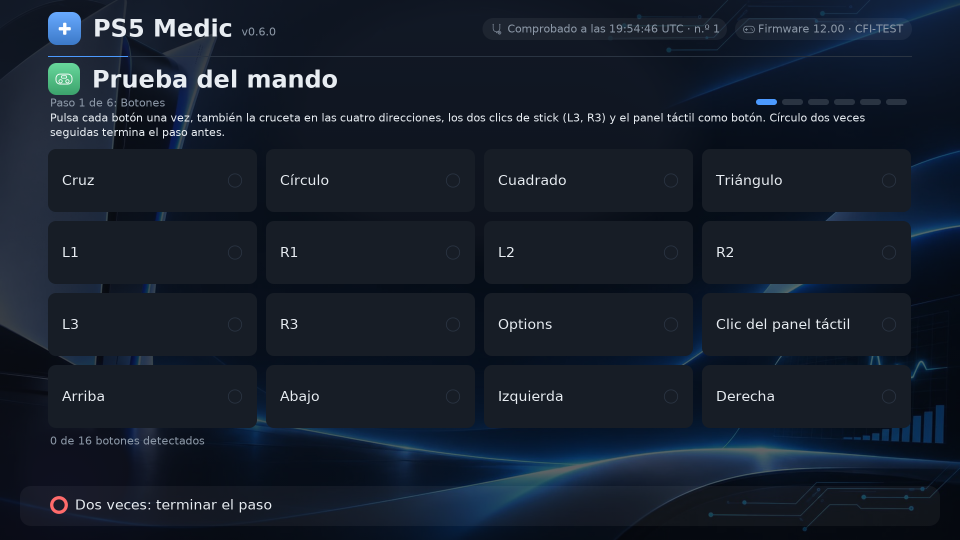 PS5 Medic v0.6.0
Comprobado a las 19:54:46 UTC · n.º 1
Firmware 12.00 · CFI-TEST
Prueba del mando
Paso 1 de 6: Botones
Pulsa cada botón una vez, también la cruceta en las cuatro direcciones, los dos clics de stick (L3, R3) y el panel táctil como botón. Círculo dos veces
seguidas termina el paso antes.
Cruz
Círculo
Cuadrado
Triángulo
L1
R1
L2
R2
L3
R3
Options
Clic del panel táctil
Arriba
Abajo
Izquierda
Derecha
0 de 16 botones detectados
Dos veces: terminar el paso